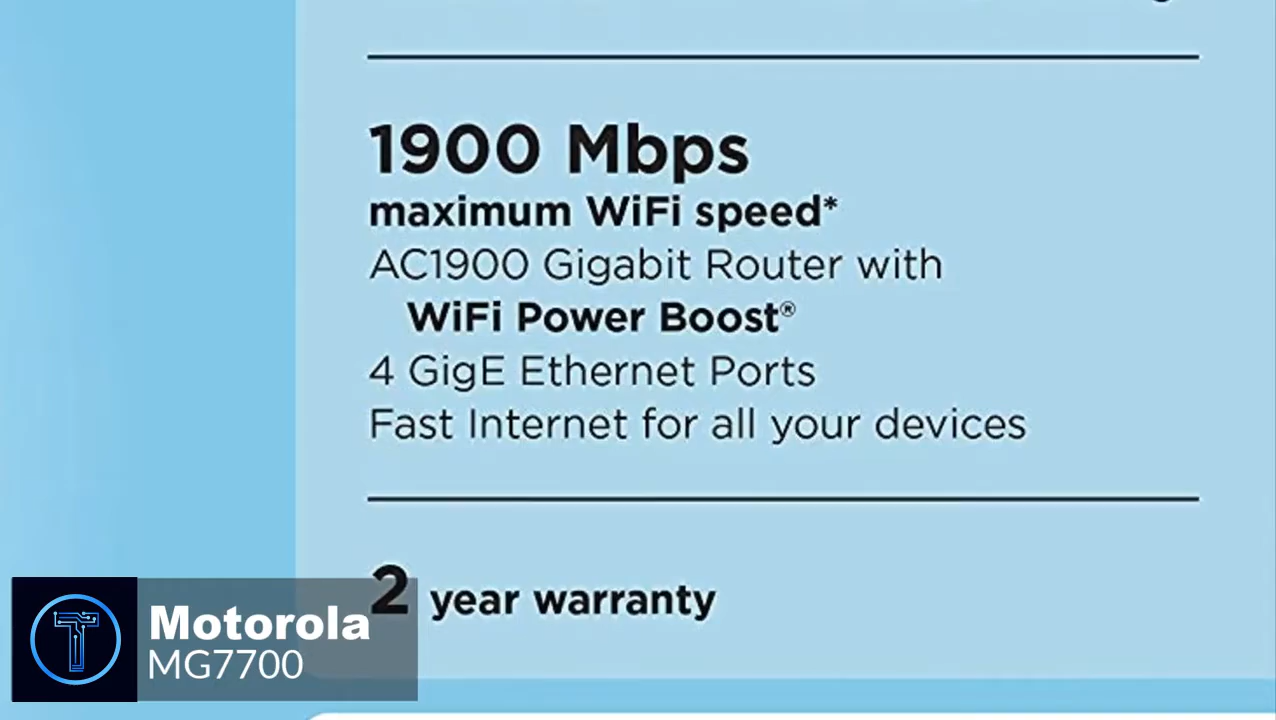 1900 Mbps
maximum WiFi speed*
AC1900 Gigabit Router with
WiFi Power Boost®
4 GigE Ethernet Ports
Fast Internet for all your devices
2 year warranty
Motorola
MG7700